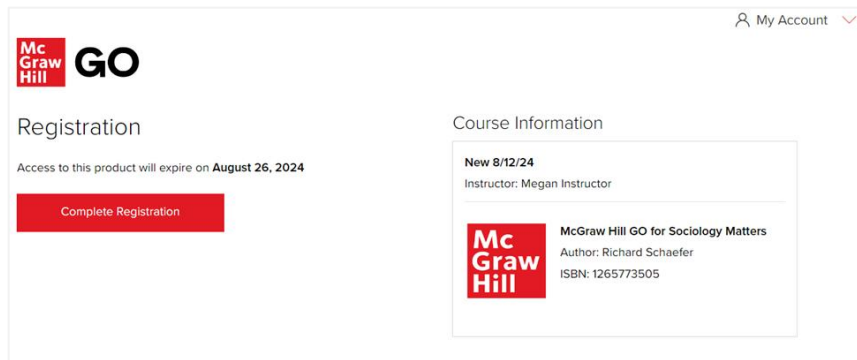 My Account
Mc
Graw
Hill
GO
Registration
Access to this product will expire on August 26, 2024
Complete Registration
Course Information
New 8/12/24
Instructor: Megan Instructor
Mc
Graw
Hill
McGraw Hill GO for Sociology Matters
Author: Richard Schaefer
ISBN: 1265773505